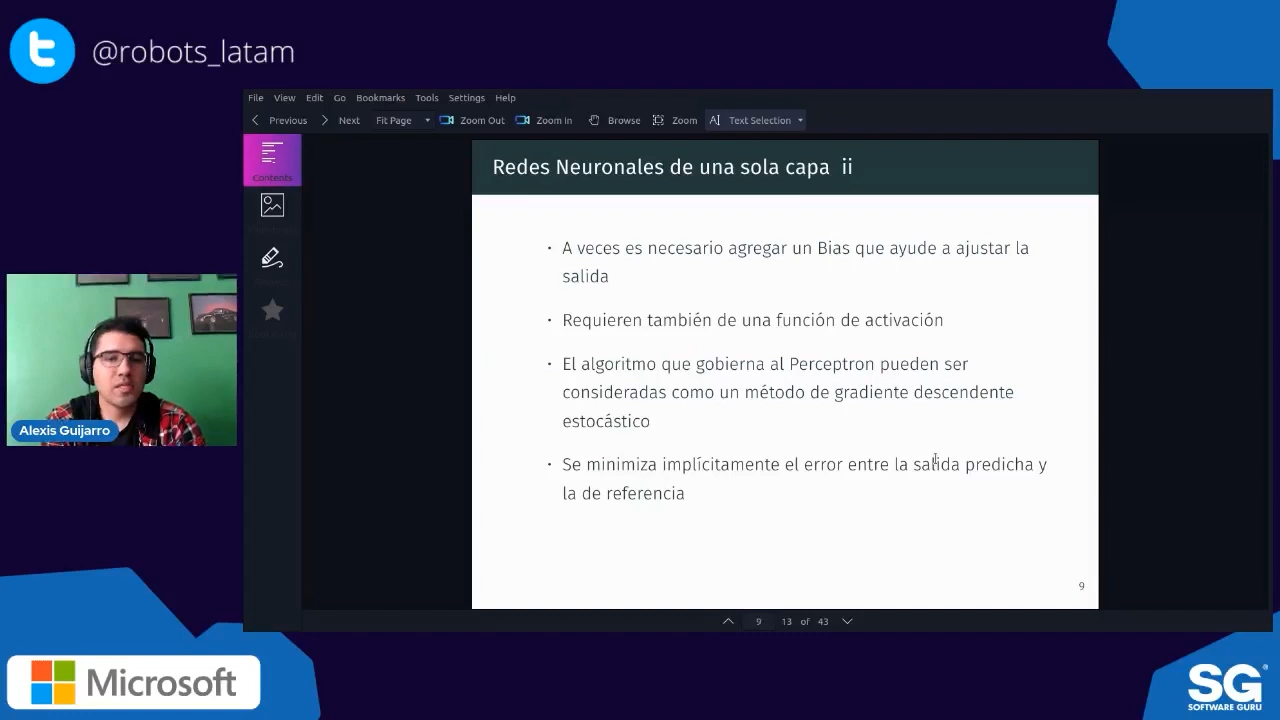 @robots_latam
File View Edit Go Bookmarks Tools Settings Help
Previous Next Fit Page Zoom Out Zoom In Browse Zoom Text Selection
Contents
Redes Neuronales de una sola capa ii
· A veces es necesario agregar un Bias que ayude a ajustar la
salida
· Requieren también de una función de activación
· El algoritmo que gobierna al Perceptron pueden ser
consideradas como un método de gradiente descendente
estocástico
· Se minimiza implícitamente el error entre la salida predicha y
la de referencia
9
Alexis Guijarro
9 13 of 43
Microsoft
SG
SOFTWARE GURU